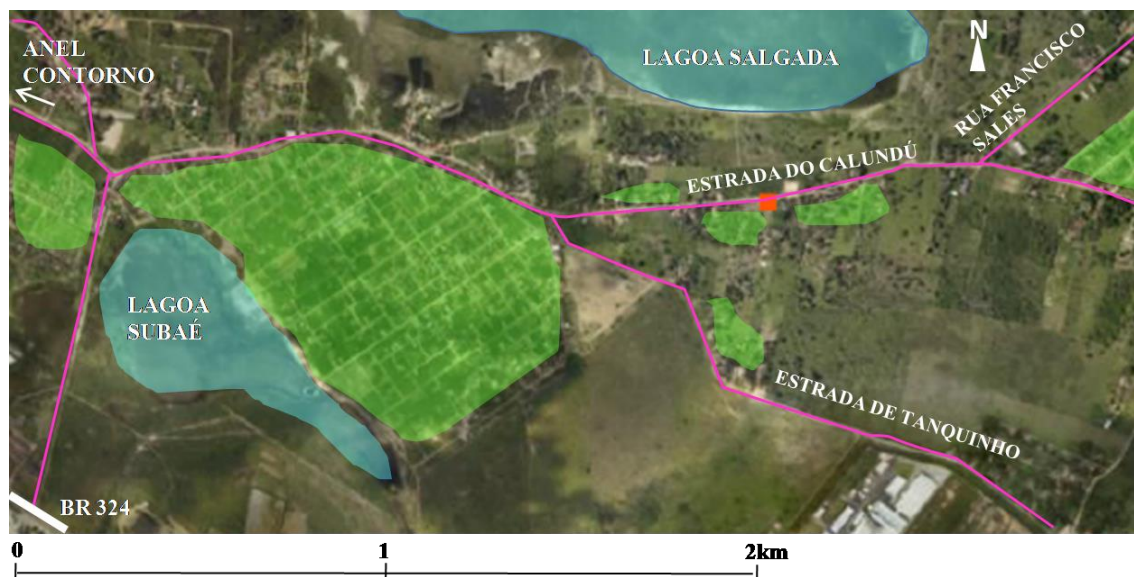 ANEL
CONTORNO
LAGOA SALGADA
N
RUA FRANCISCO
SALES
ESTRADA DO CALUNDÚ
LAGOA
SUBAÉ
ESTRADA DE TANQUINHO
BR 324
0 1 2km